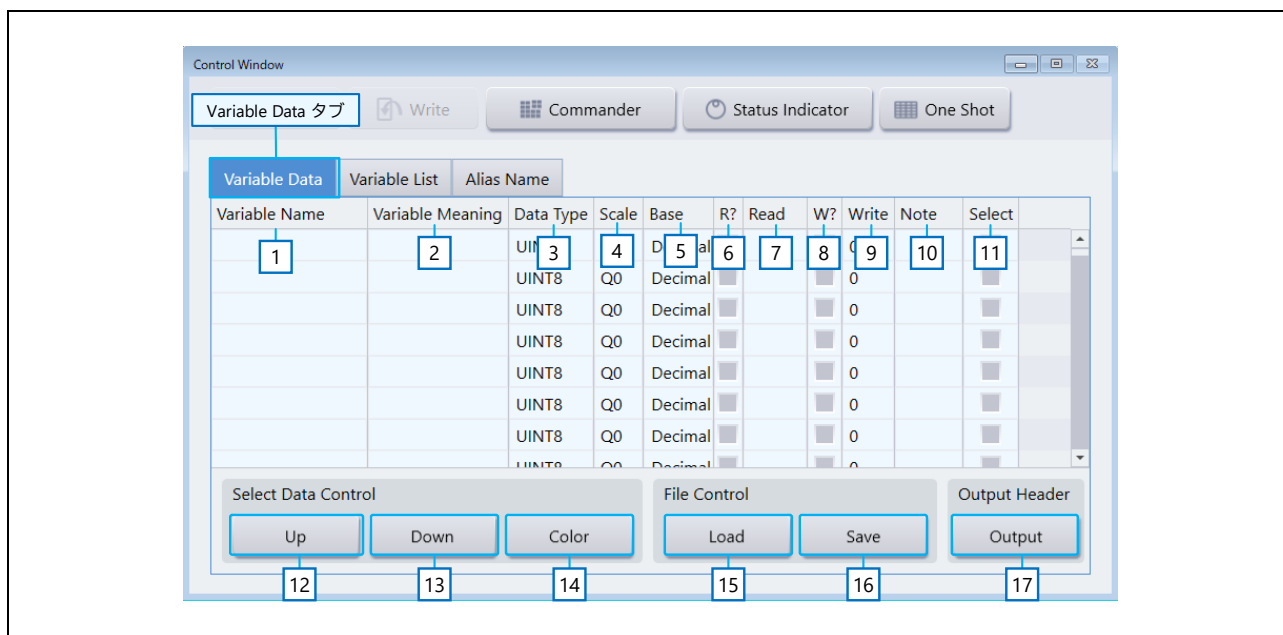 Control Window
Variable Data タブ
Write
Commander
Status Indicator
One Shot
Variable Data
Variable List
Alias Name
Variable Name Variable Meaning Data Type Scale Base R? Read W? Write Note Select
1 2 3 4 5 6 7 8 9 10 11
UINT8 Q0 Decimal 0
UINT8 Q0 Decimal 0
UINT8 Q0 Decimal 0
UINT8 Q0 Decimal 0
UINT8 Q0 Decimal 0
UINT8 Q0 Decimal 0
Select Data Control
File Control
Output Header
Up Down Color Load Save Output
12 13 14 15 16 17